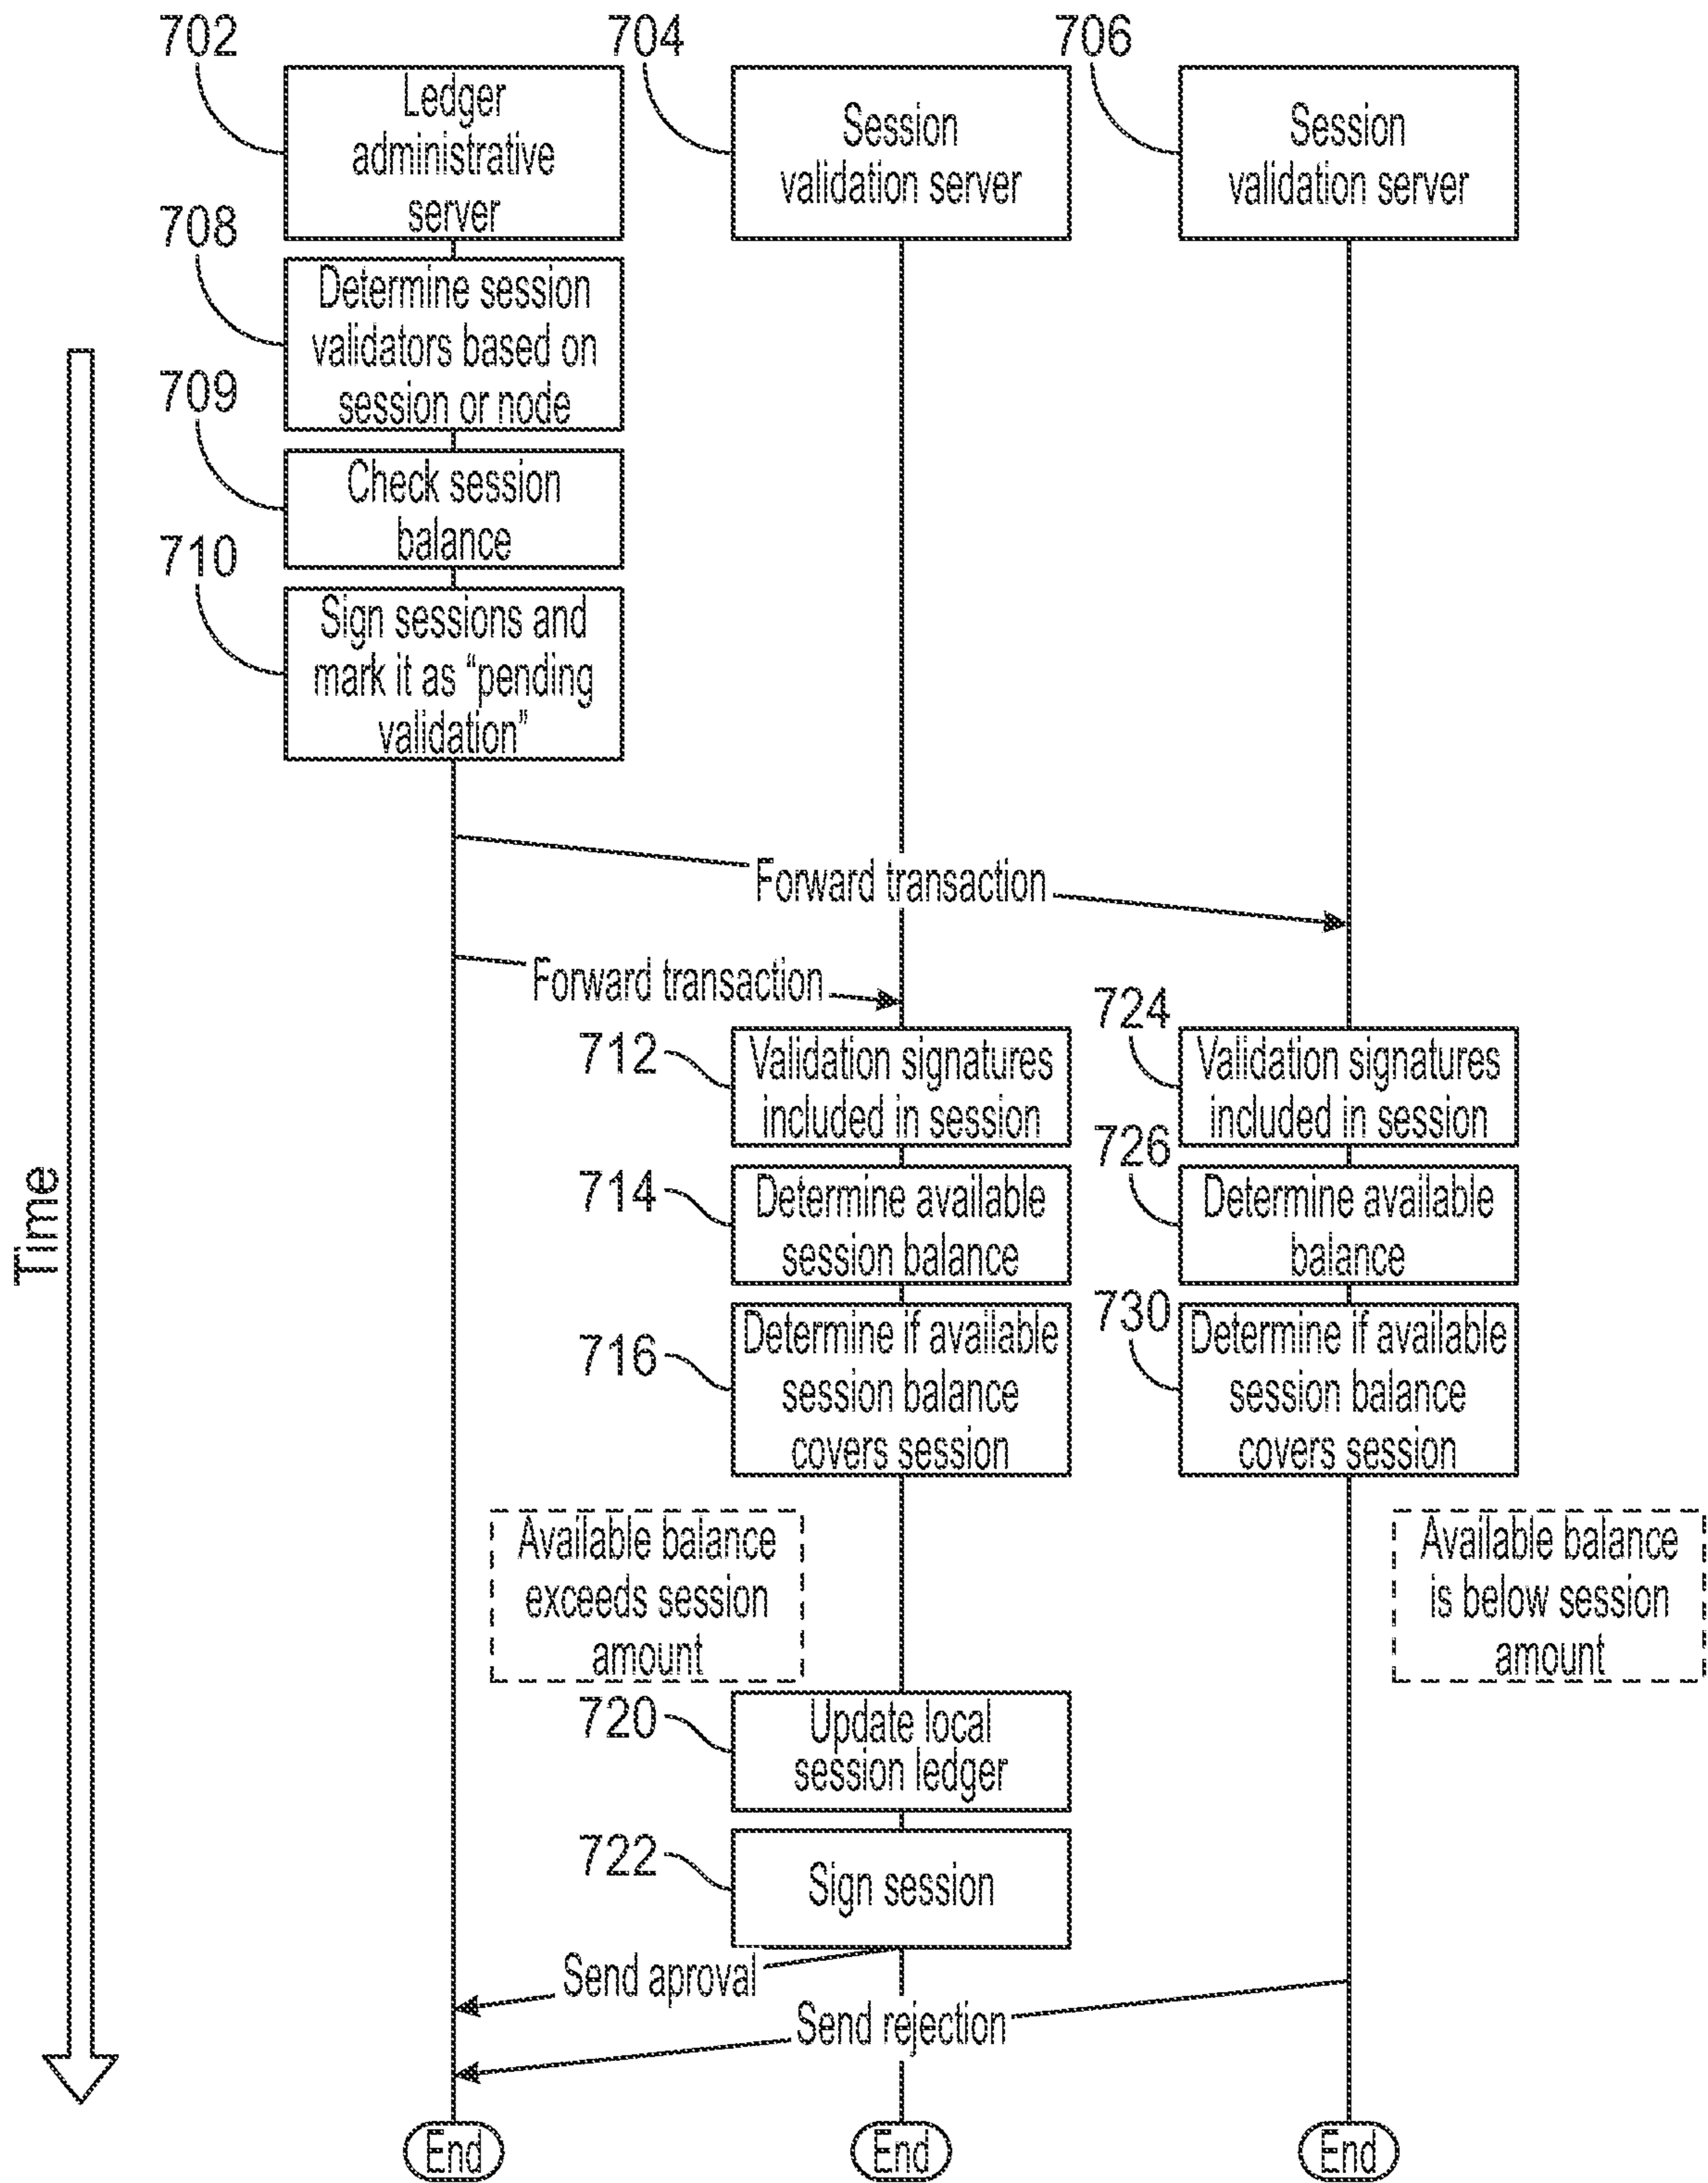 702
704
706
Ledger
administrative
server
Session
validation server
Session
validation server
708
Determine session
validators based on
session or node
709
Check session
balance
710
Sign sessions and
mark it as “pending
validation”
Forward transaction
Forward transaction
712
Validation signatures
included in session
724
Validation signatures
included in session
714
Determine available
session balance
726
Determine available
balance
716
Determine if available
session balance
covers session
730
Determine if available
session balance
covers session
Time
Available balance
exceeds session
amount
Available balance
is below session
amount
720
Update local
session ledger
722
Sign session
Send aproval
Send rejection
End
End
End